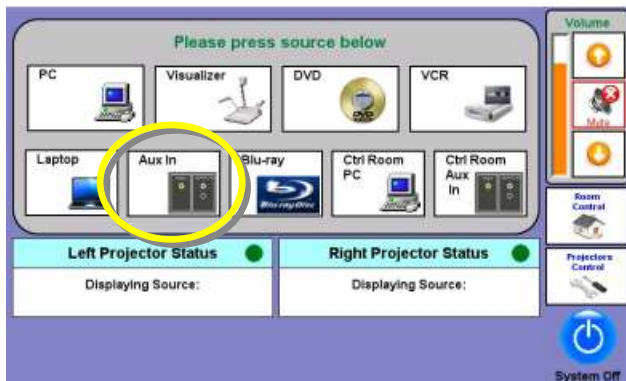 Please press source below
PC
Visualizer
DVD
VCR
Laptop
Aux In
Blu-ray
Ctrl Room
PC
Ctrl Room
Aux
In
Left Projector Status
Right Projector Status
Displaying Source:
Displaying Source:
Volume
Mute
Room
Control
Projectors
Control
System Off